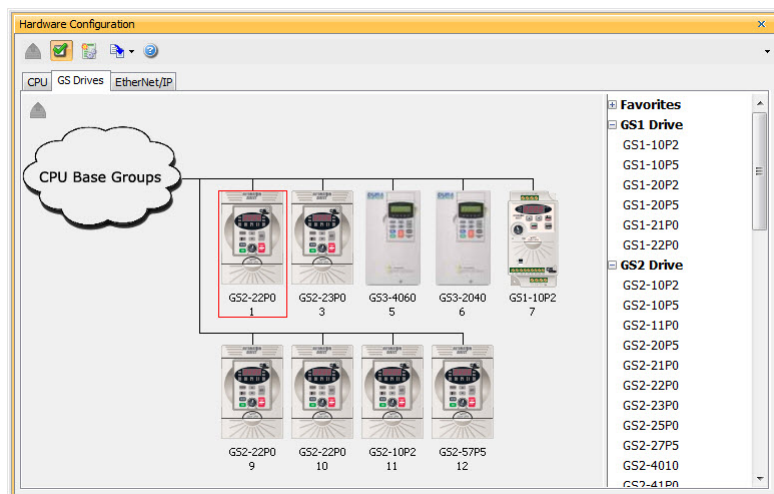 Hardware Configuration
CPU GS Drives EtherNet/IP
CPU Base Groups
GS2-22P0 GS2-23P0 GS3-4060 GS3-2040 GS1-10P2
1 3 5 6 7
GS2-22P0 GS2-22P0 GS2-10P2 GS2-57P5
9 10 11 12
Favorites
GS1 Drive
GS1-10P2
GS1-10P5
GS1-20P2
GS1-20P5
GS1-21P0
GS1-22P0
GS2 Drive
GS2-10P2
GS2-10P5
GS2-11P0
GS2-20P5
GS2-21P0
GS2-22P0
GS2-23P0
GS2-25P0
GS2-27P5
GS2-4010
GS2-41P0